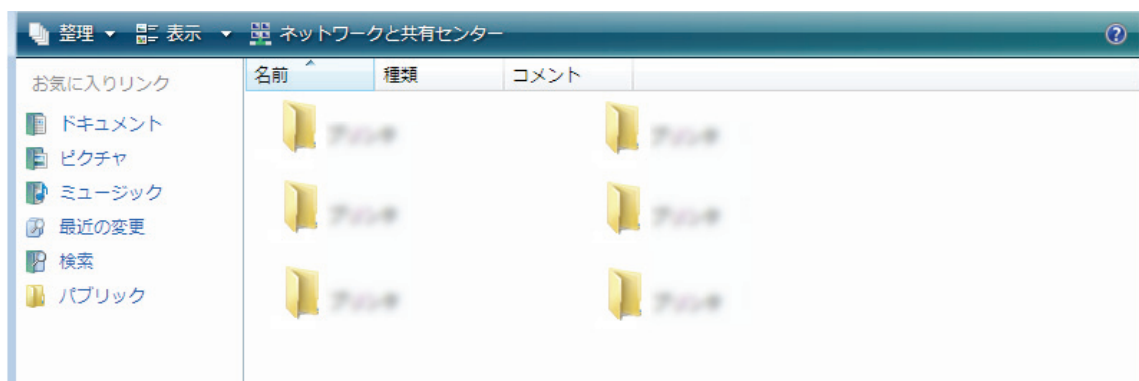 整理 表示 ネットワークと共有センター
お気に入りリンク
名前 種類 コメント
ドキュメント
ピクチャ
ミュージック
最近の変更
検索
パブリック